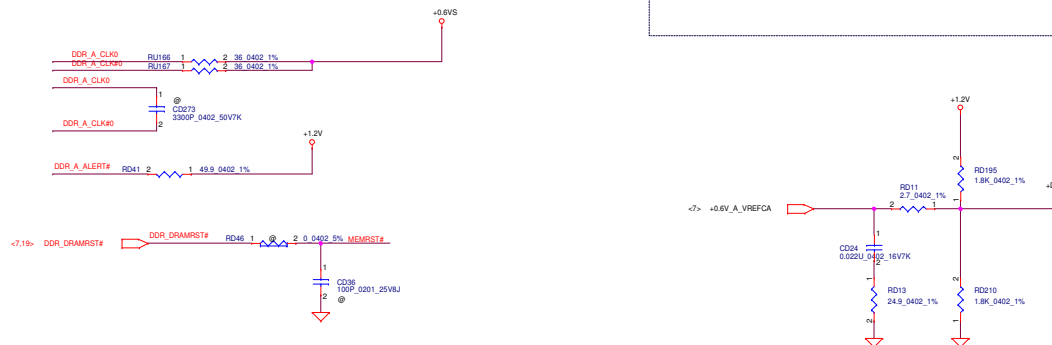 +0.6VS
DDR_A_CLK0 RU166 1 2 36_0402_1%
DDR_A_CLK#0 RU167 1 2 36_0402_1%
DDR_A_CLK0
1
@
CD273
3300P_0402_50V7K
DDR_A_CLK#0
2
+1.2V
DDR_A_ALERT# RD41 2 1 49.9_0402_1%
<7,19> DDR_DRAMRST# DDR_DRAMRST# RD46 1 @ 2 0_0402_5% MEMRST#
1
CD36
100P_0201_25V8J
2
@
+1.2V
2
RD195
1.8K_0402_1%
1
<7> +0.6V_A_VREFCA
RD11
2.7_0402_1%
2 1
1
CD24
0.022U_0402_16V7K
2
1
RD13
24.9_0402_1%
2
2
RD210
1.8K_0402_1%
1